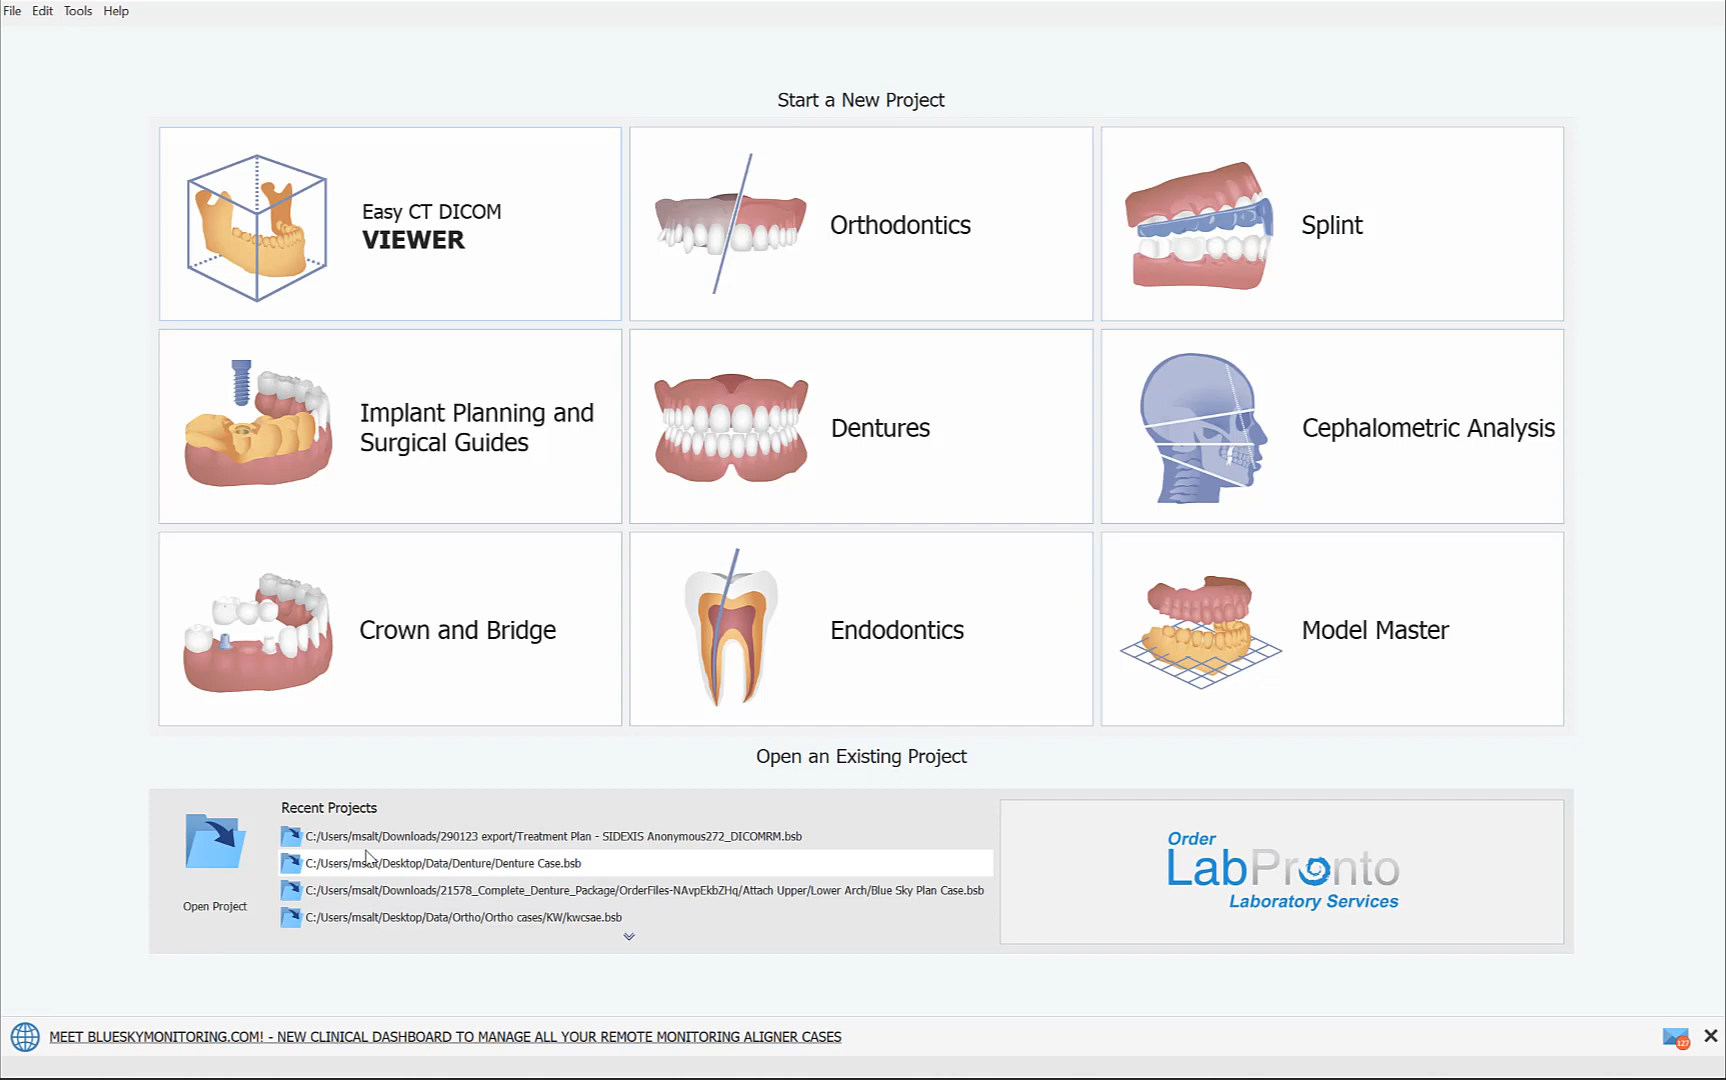 File Edit Tools Help
Start a New Project
Easy CT DICOM
VIEWER
Orthodontics
Splint
Implant Planning and
Surgical Guides
Dentures
Cephalometric Analysis
Crown and Bridge
Endodontics
Model Master
Open an Existing Project
Open Project
Recent Projects
C:/Users/msalt/Downloads/290123 export/Treatment Plan - SIDEXIS Anonymous272_DICOMRM.bsb
C:/Users/msalt/Desktop/Data/Denture/Denture Case.bsb
C:/Users/msalt/Downloads/21578_Complete_Denture_Package/OrderFiles-NAvpEkbZHq/Attach Upper/Lower Arch/Blue Sky Plan Case.bsb
C:/Users/msalt/Desktop/Data/Ortho/Ortho cases/KW/kwcsae.bsb
Order
LabPronto
Laboratory Services
MEET BLUESKYMONITORING.COM! - NEW CLINICAL DASHBOARD TO MANAGE ALL YOUR REMOTE MONITORING ALIGNER CASES
127